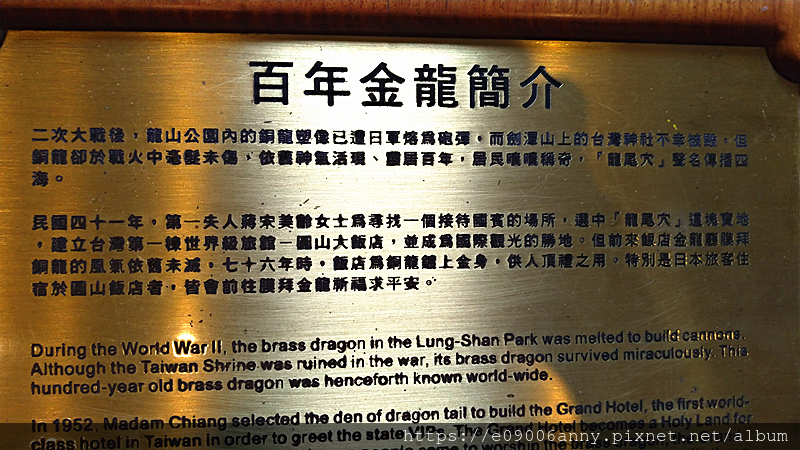 百年金龍簡介
二次大戰後，龍山公園內的銅龍塑像已遭日軍熔為砲彈，而劍潭山上的台灣神社不幸被毀，但
銅龍卻於戰火中毫髮未傷，依舊神氣活現、靈居百年，居民嘖嘖稱奇，『龍尾穴』聲名傳播四
海。
民國四十一年，第一夫人蔣宋美齡女士為尋找一個接待國賓的場所，選中『龍尾穴』這塊寶地
，建立台灣第一棟世界級旅館－圓山大飯店，並成為國際觀光的勝地。但前來飯店金龍廳膜拜
銅龍的風氣依舊未減，七十六年時，飯店為銅龍鍍上金身，供人頂禮之用。特別是日本旅客住
宿於圓山飯店者，皆會前往膜拜金龍祈福求平安。
During the World War II, the brass dragon in the Lung-Shan Park was melted to build cannons.
Although the Taiwan Shrine was ruined in the war, its brass dragon survived miraculously. This
hundred-year old brass dragon was henceforth known world-wide.
In 1952, Madam Chiang selected the den of dragon tail to build the Grand Hotel, the first world-
class hotel in Taiwan in order to greet the state VIPs. The Grand Hotel becomes a Holy Land for
people come to worship the brass dragon
https://e09006anny.pixnet.net/album